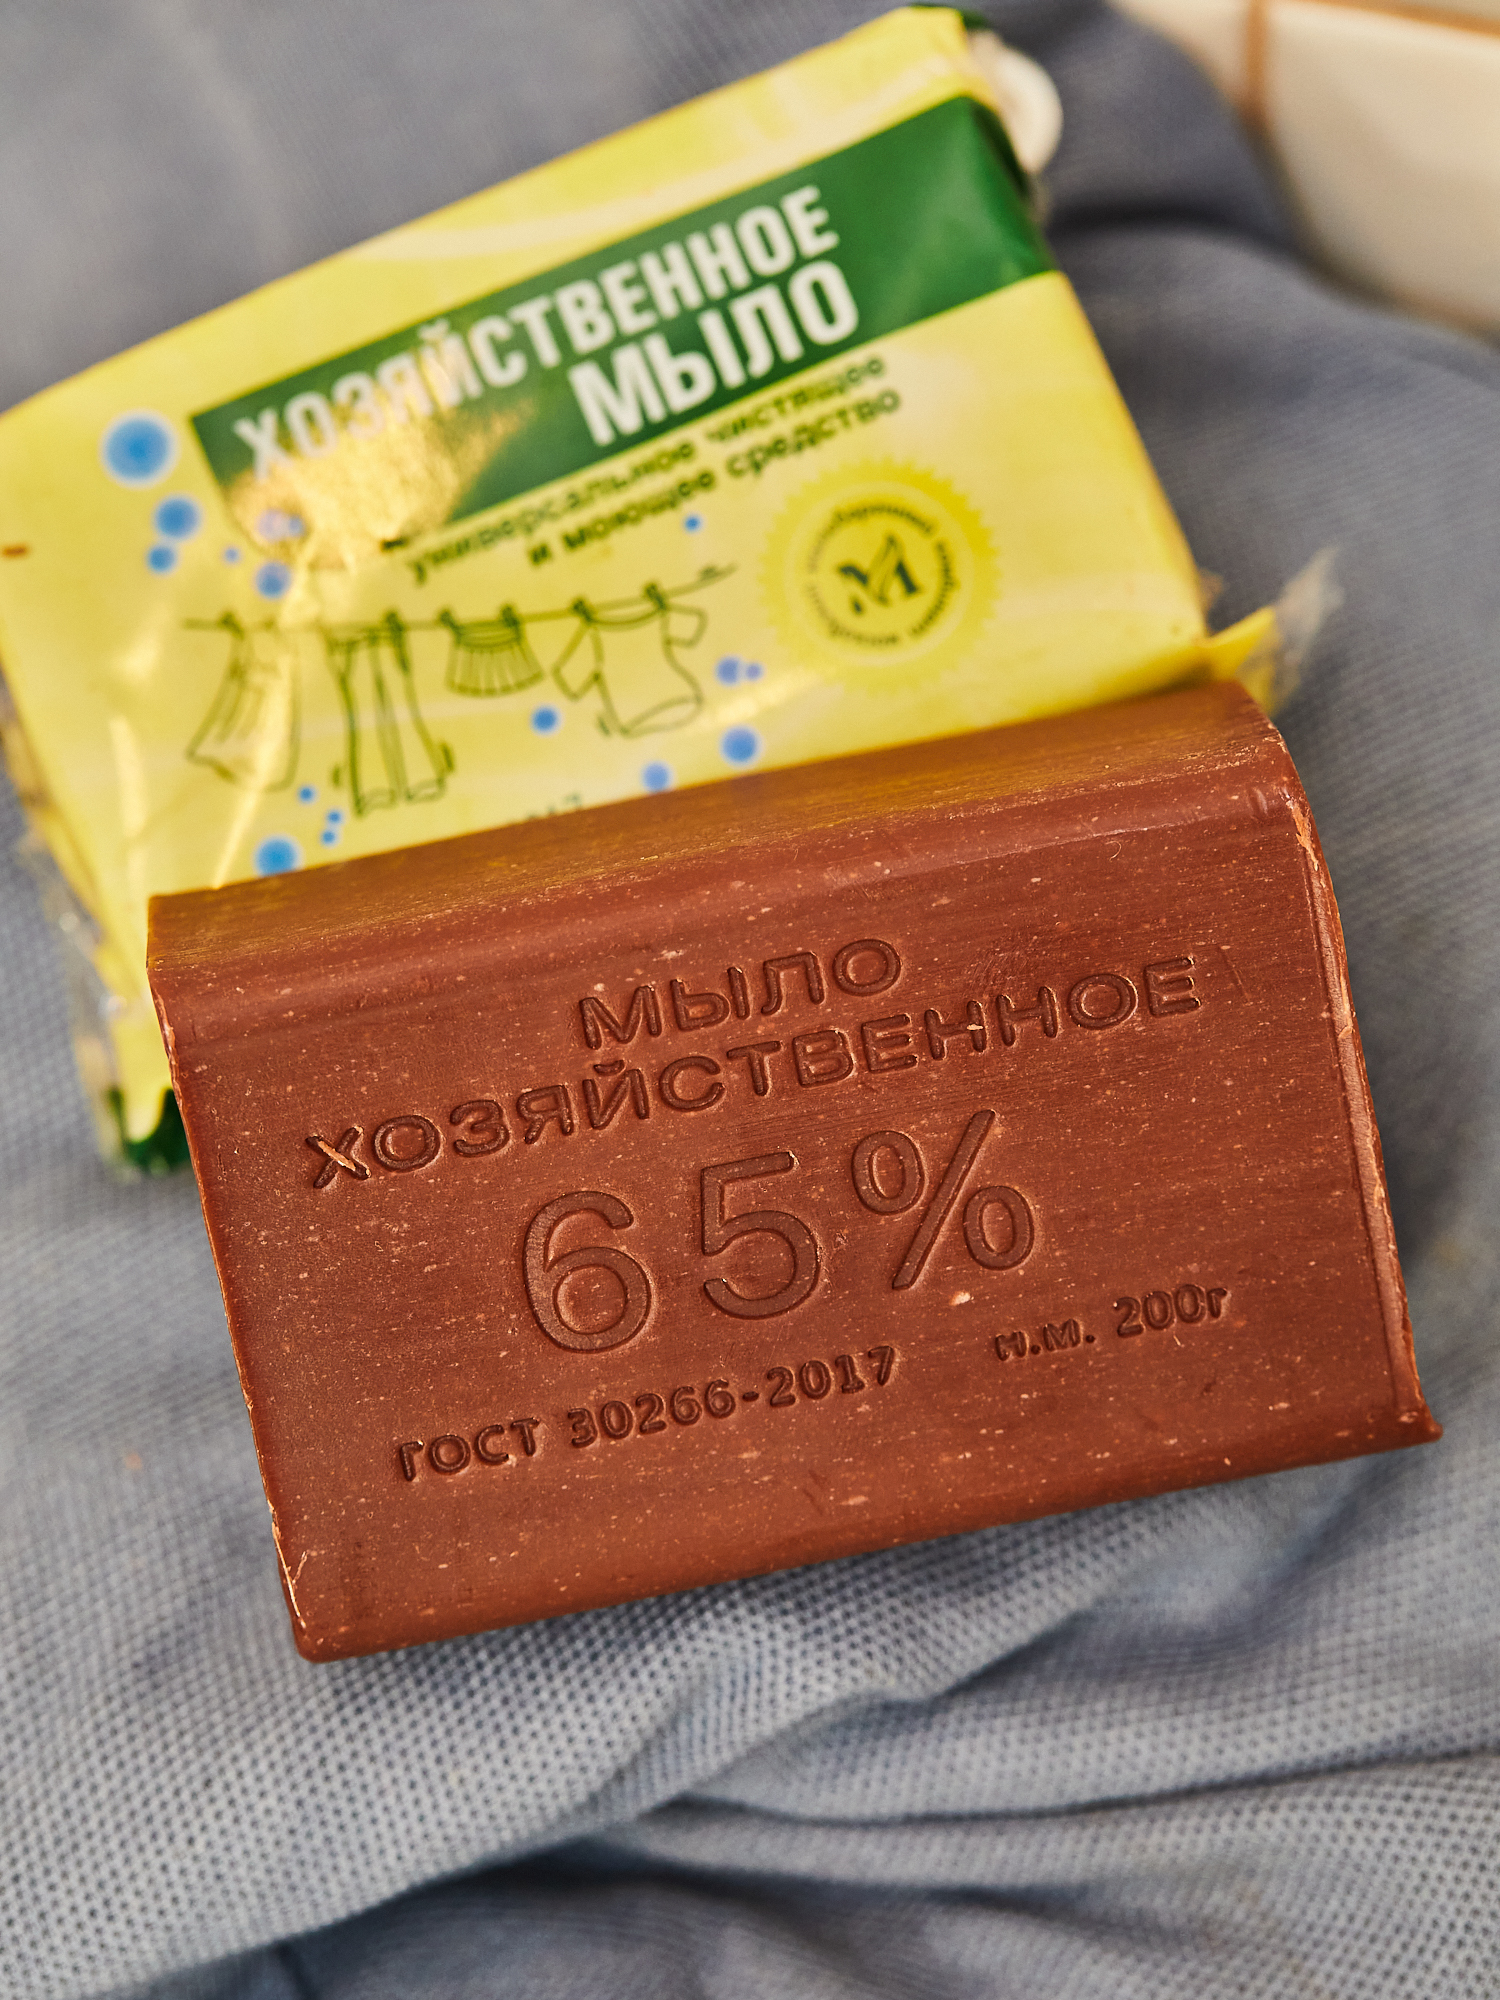 ХОЗЯЙСТВЕННОЕ
МЫЛО
универсальное чистящее
и моющее средство
М
МЫЛО
ХОЗЯЙСТВЕННОЕ
65%
ГОСТ 30266-2017 н.м. 200г